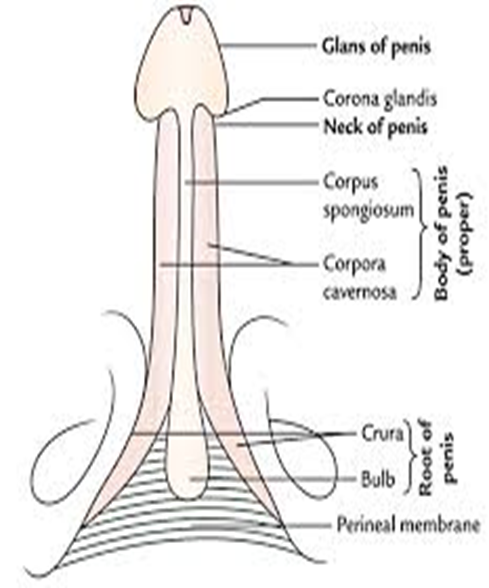 Glans of penis
Corona glandis
Neck of penis
Corpus
spongiosum
Corpora
cavernosa
Body of penis
(proper)
Crura
Bulb
Root of
penis
Perineal membrane